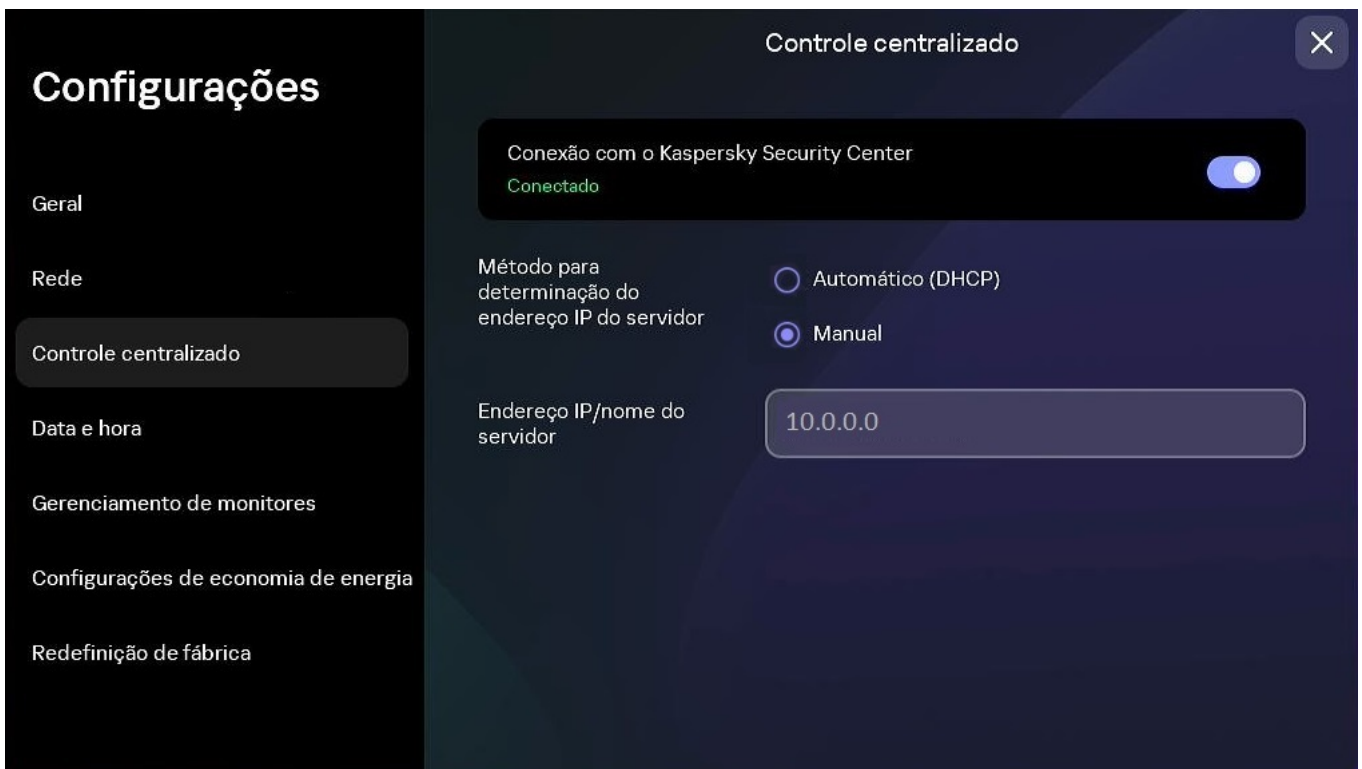 Configurações
Geral
Rede
Controle centralizado
Data e hora
Gerenciamento de monitores
Configurações de economia de energia
Redefinição de fábrica
Controle centralizado
Conexão com o Kaspersky Security Center
Conectado
Método para
determinação do
endereço IP do servidor
Automático (DHCP)
Manual
Endereço IP/nome do
servidor
10.0.0.0